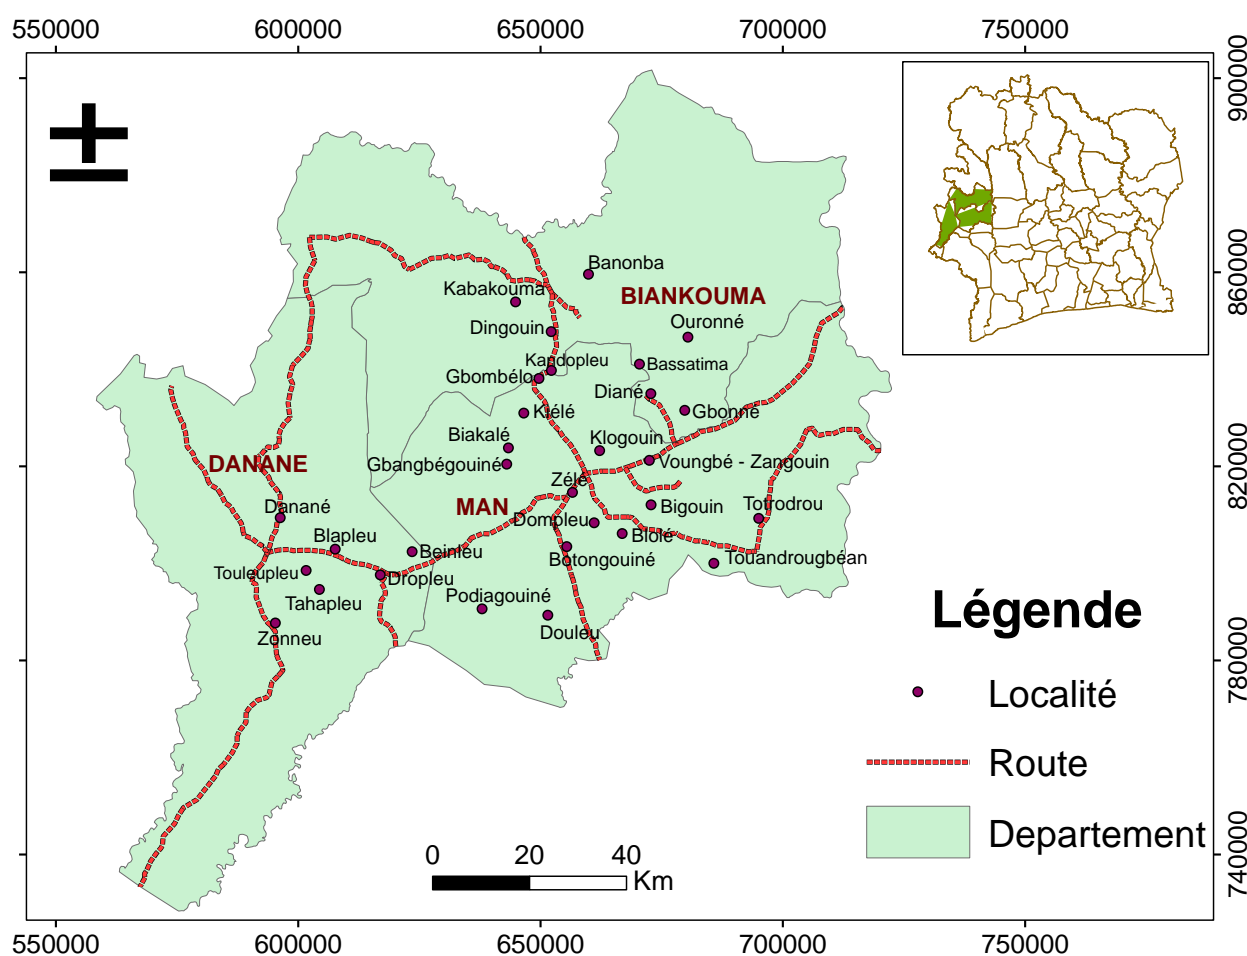 550000
600000
650000
700000
750000
900000
860000
820000
780000
740000
Banonba
Kabakouma
BIANKOUMA
Dingouin
Ouronné
Kandopleu
Bassatima
Gbombélo
Diané
Kiélé
Gbonné
Biakalé
Klogouin
Gbangbégouiné
Voungbé - Zangouin
DANANE
Zélé
MAN
Danané
Bigouin
Totrodrou
Dompleu
Blapleu
Blolé
Beinleu
Botongouiné
Touandrougbéan
Touleupleu
Dropleu
Tahapleu
Podiagouiné
Zonneu
Douleu
Légende
Localité
Route
Departement
0 20 40
Km
550000
600000
650000
700000
750000